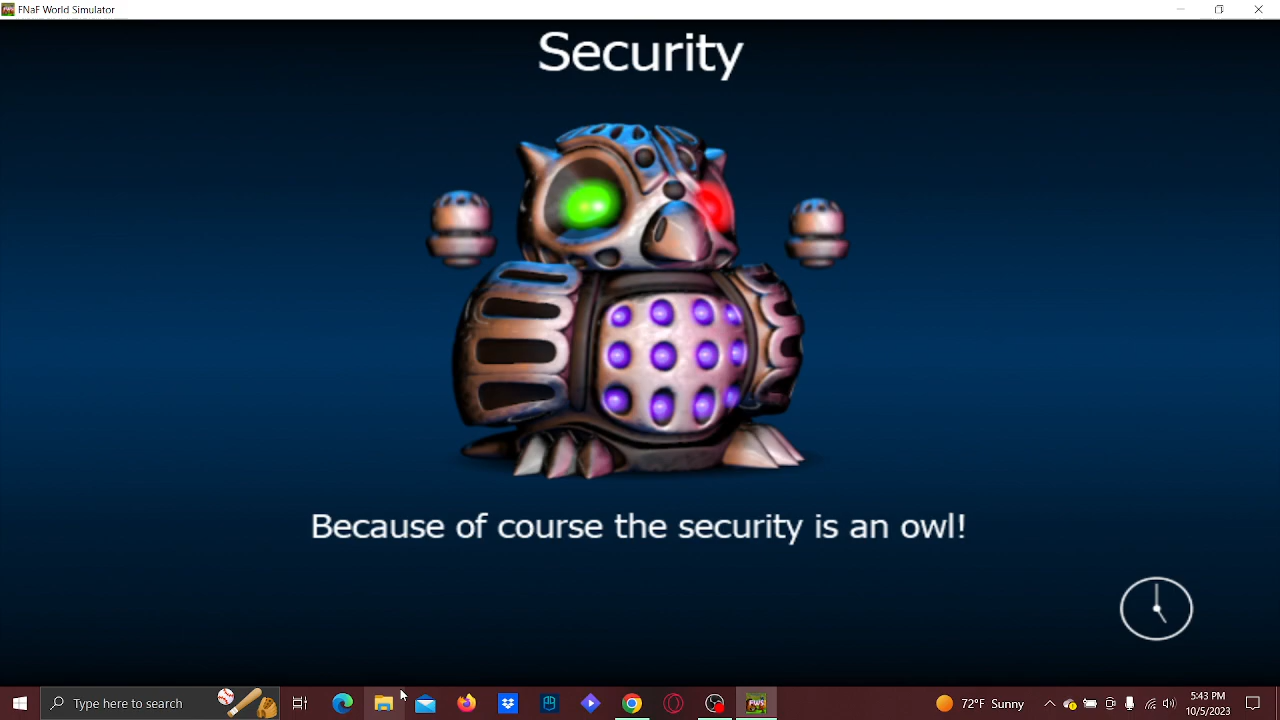 FNaF World Simulator
Security
Because of course the security is an owl!
Type here to search
72°F Sunny
5:43 PM
10/5/2023